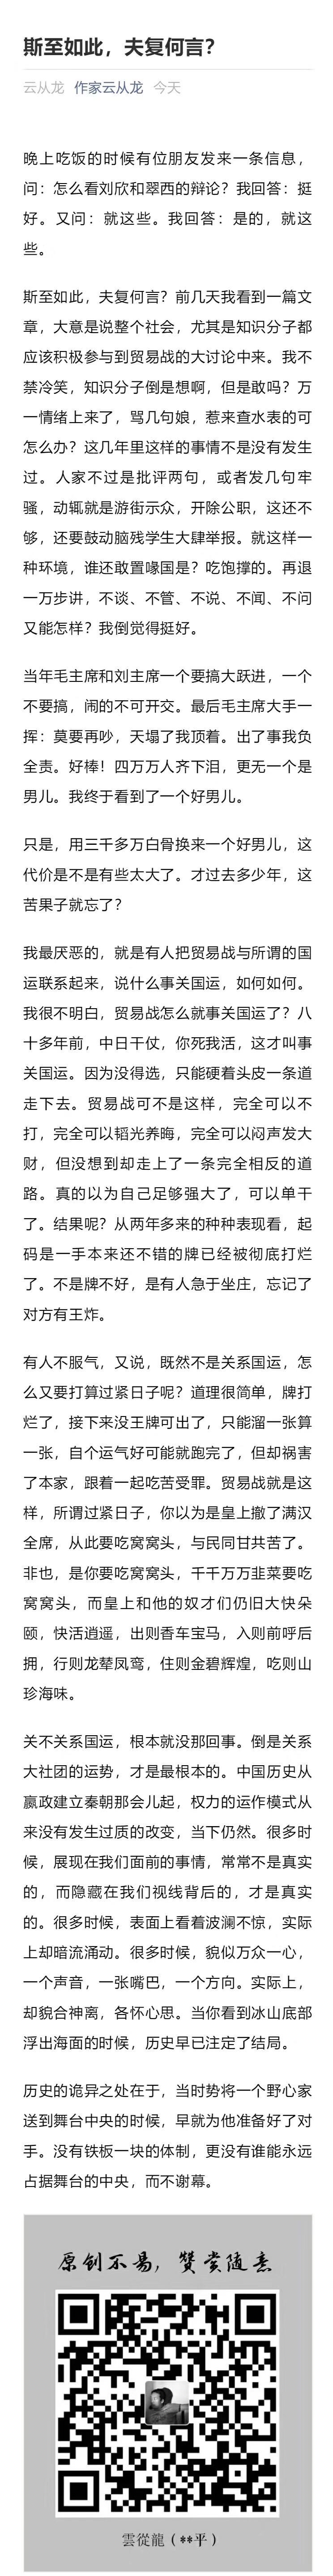 斯至如此，夫复何言？
云从龙 作家云从龙 今天
晚上吃饭的时候有位朋友发来一条信息，
问：怎么看刘欣和翠西的辩论？我回答：挺
好。又问：就这些。我回答：是的，就这
些。
斯至如此，夫复何言？前几天我看到一篇文
章，大意是说整个社会，尤其是知识分子都
应该积极参与到贸易战的大讨论中来。我不
禁冷笑，知识分子倒是想啊，但是敢吗？万
一情绪上来了，骂几句娘，惹来查水表的可
怎么办？这几年里这样的事情不是没有发生
过。人家不过是批评两句，或者发几句牢
骚，动辄就是游街示众，开除公职，这还不
够，还要鼓动脑残学生大肆举报。就这样一
种环境，谁还敢置喙国是？吃饱撑的。再退
一万步讲，不谈、不管、不说、不闻、不问
又能怎样？我倒觉得挺好。
当年毛主席和刘主席一个要搞大跃进，一个
不要搞，闹的不可开交。最后毛主席大手一
挥：莫要再吵，天塌了我顶着。出了事我负
全责。好棒！四万万人齐下泪，更无一个是
男儿。我终于看到了一个好男儿。
只是，用三千多万白骨换来一个好男儿，这
代价是不是有些太大了。才过去多少年，这
苦果子就忘了？
我最厌恶的，就是有人把贸易战与所谓的国
运联系起来，说什么事关国运，如何如何。
我很不明白，贸易战怎么就事关国运了？八
十多年前，中日干仗，你死我活，这才叫事
关国运。因为没得选，只能硬着头皮一条道
走下去。贸易战可不是这样，完全可以不
打，完全可以韬光养晦，完全可以闷声发大
财，但没想到却走上了一条完全相反的道
路。真的以为自己足够强大了，可以单干
了。结果呢？从两年多来的种种表现看，起
码是一手本来还不错的牌已经被彻底打烂
了。不是牌不好，是有人急于坐庄，忘记了
对方有王炸。
有人不服气，又说，既然不是关系国运，怎
么又要打算过紧日子呢？道理很简单，牌打
烂了，接下来没王牌可出了，只能溜一张算
一张，自个运气好可能就跑完了，但却祸害
了本家，跟着一起吃苦受罪。贸易战就是这
样，所谓过紧日子，你以为是皇上撤了满汉
全席，从此要吃窝窝头，与民同甘共苦了。
非也，是你要吃窝窝头，千千万万韭菜要吃
窝窝头，而皇上和他的奴才们仍旧大快朵
颐，快活逍遥，出则香车宝马，入则前呼后
拥，行则龙辇凤鸾，住则金碧辉煌，吃则山
珍海味。
关不关系国运，根本就没那回事。倒是关系
大社团的运势，才是最根本的。中国历史从
嬴政建立秦朝那会儿起，权力的运作模式从
来没有发生过质的改变，当下仍然。很多时
候，展现在我们面前的事情，常常不是真实
的，而隐藏在我们视线背后的，才是真实
的。很多时候，表面上看着波澜不惊，实际
上却暗流涌动。很多时候，貌似万众一心，
一个声音，一张嘴巴，一个方向。实际上，
却貌合神离，各怀心思。当你看到冰山底部
浮出海面的时候，历史早已注定了结局。
历史的诡异之处在于，当时势将一个野心家
送到舞台中央的时候，早就为他准备好了对
手。没有铁板一块的体制，更没有谁能永远
占据舞台的中央，而不谢幕。
原创不易，赞赏随意
雲從龍（**平）